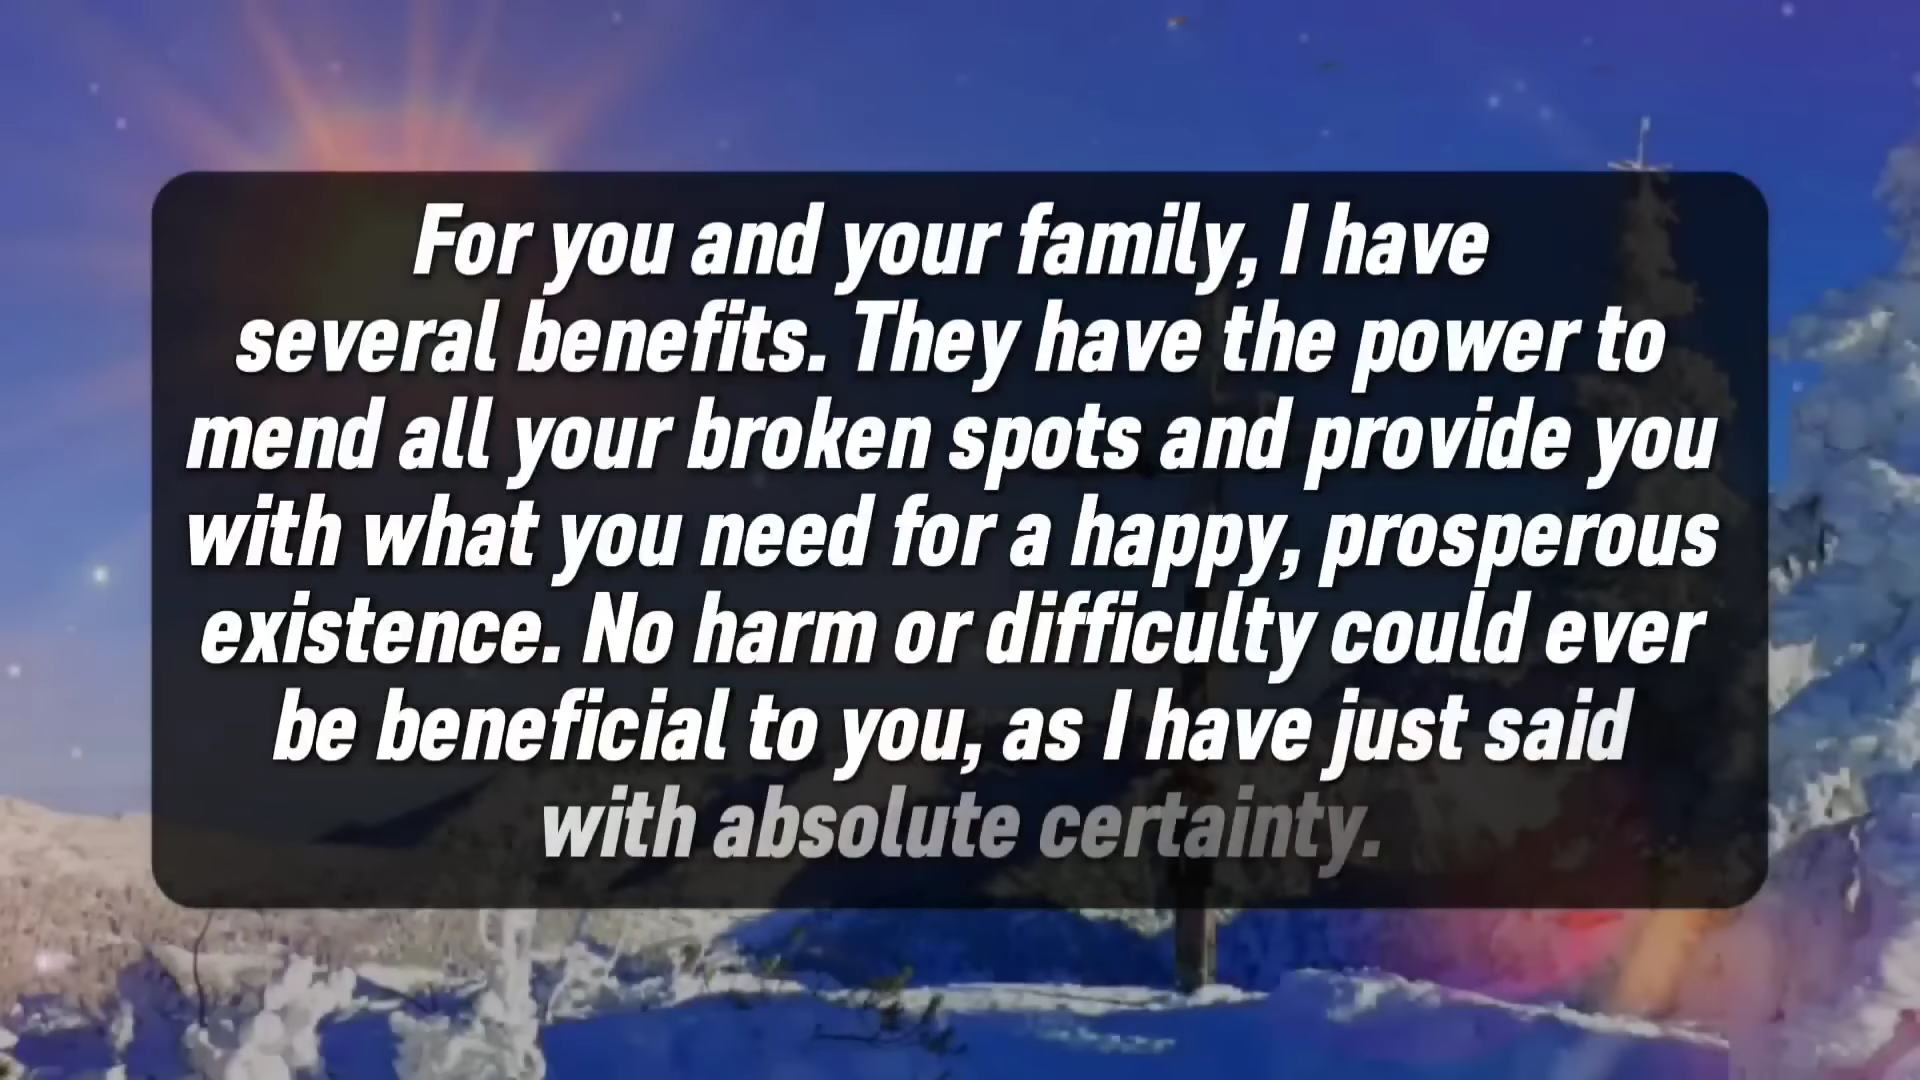 For you and your family, I have
several benefits. They have the power to
mend all your broken spots and provide you
with what you need for a happy, prosperous
existence. No harm or difficulty could ever
be beneficial to you, as I have just said
with absolute certainty.